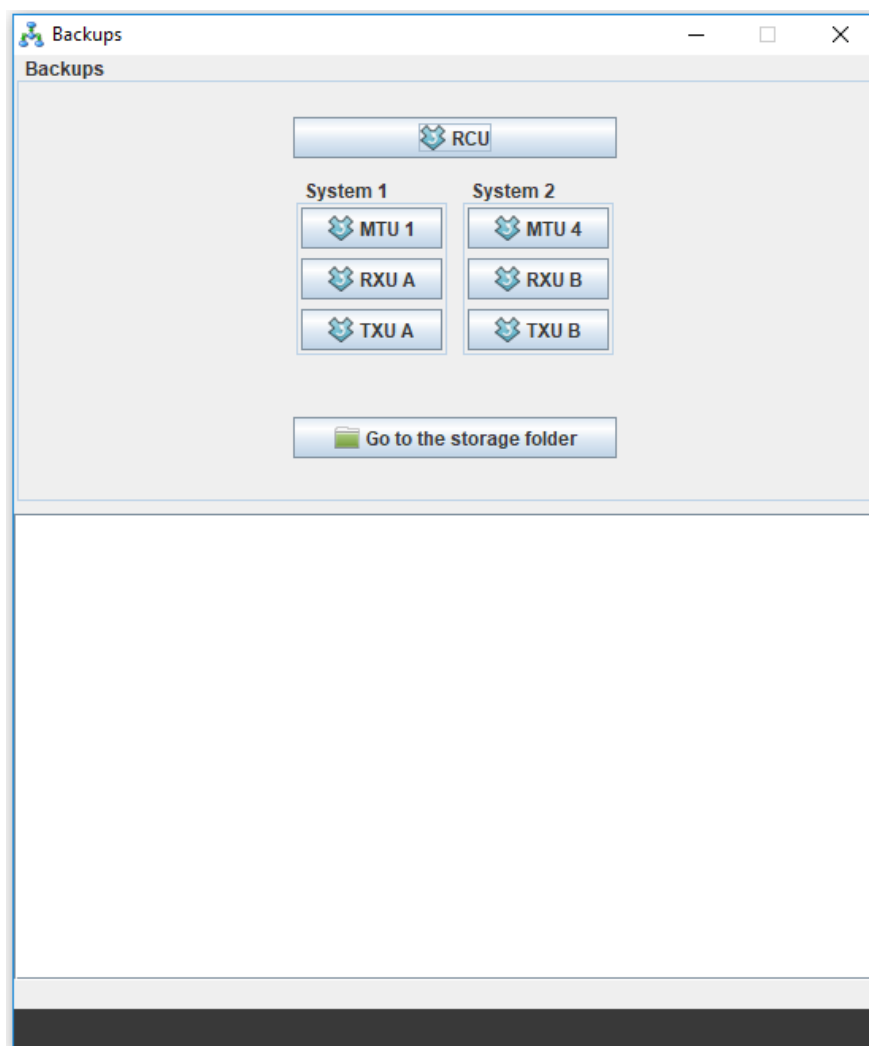 Backups
Backups
RCU
System 1 System 2
MTU 1 MTU 4
RXU A RXU B
TXU A TXU B
Go to the storage folder